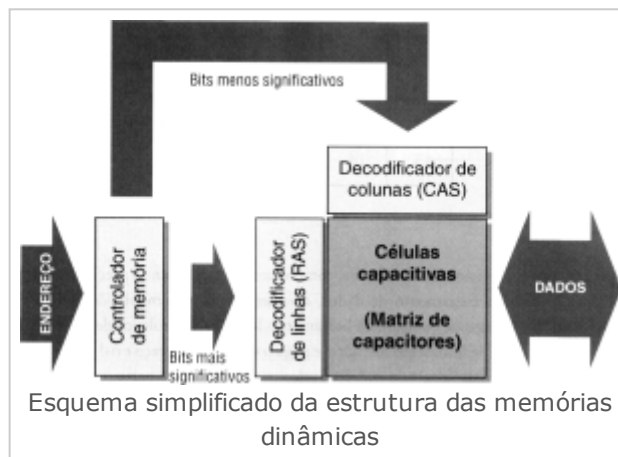 Bits menos significativos
Decodificador de
colunas (CAS)
ENDEREÇO
Controlador
de memória
Bits mais
significativos
Decodificador
de linhas (RAS)
Células
capacitivas
(Matriz de
capacitores)
DADOS
Esquema simplificado da estrutura das memórias
dinâmicas